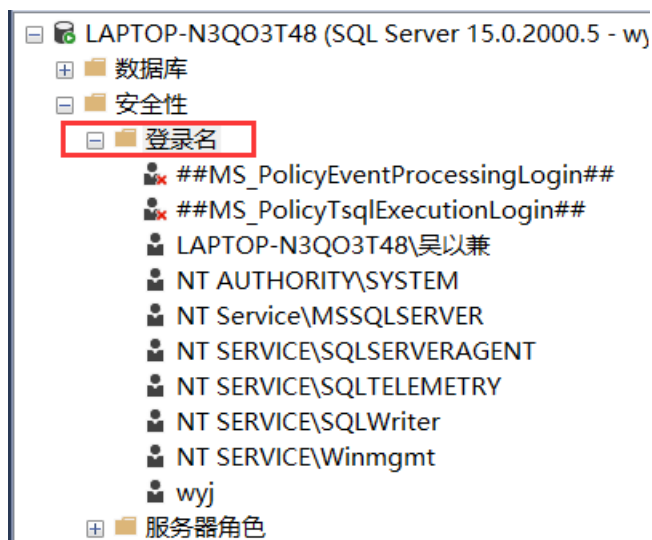 LAPTOP-N3QO3T48 (SQL Server 15.0.2000.5 - wy
数据库
安全性
登录名
##MS_PolicyEventProcessingLogin##
##MS_PolicyTsqlExecutionLogin##
LAPTOP-N3QO3T48\吴以兼
NT AUTHORITY\SYSTEM
NT Service\MSSQLSERVER
NT SERVICE\SQLSERVERAGENT
NT SERVICE\SQLTELEMETRY
NT SERVICE\SQLWriter
NT SERVICE\Winmgmt
wyj
服务器角色